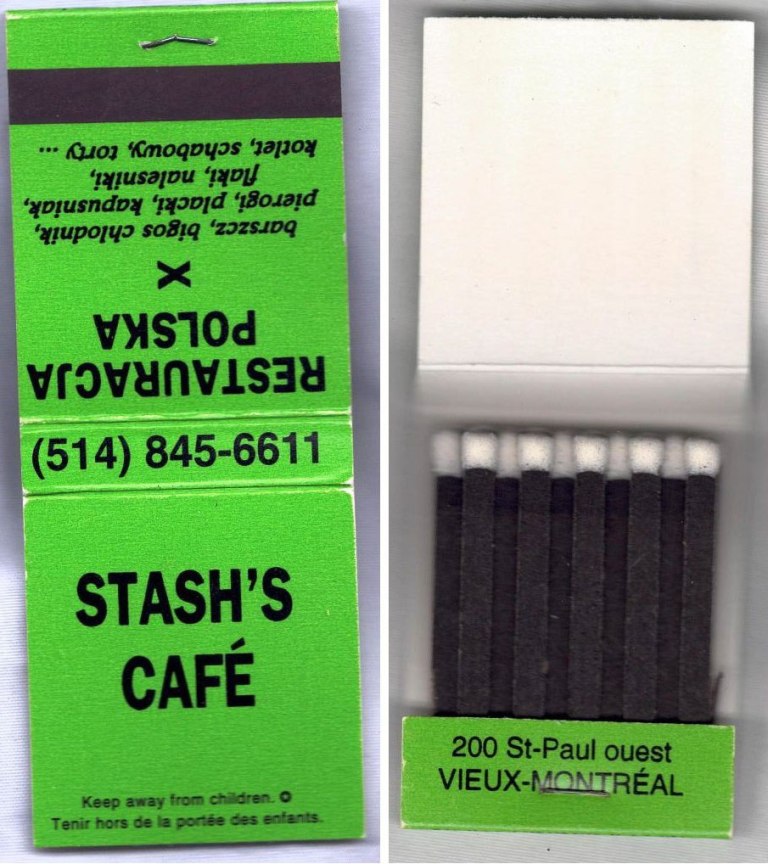 RESTAURACJA
POLSKA
X
barszcz, bigos chlodnik,
pierogi, placki, kapusniak,
flaki, nalesniki,
kotlet, schabowy, torty ...
(514) 845-6611
STASH'S
CAFÉ
Keep away from children.
Tenir hors de la portée des enfants.
200 St-Paul ouest
VIEUX-MONTRÉAL